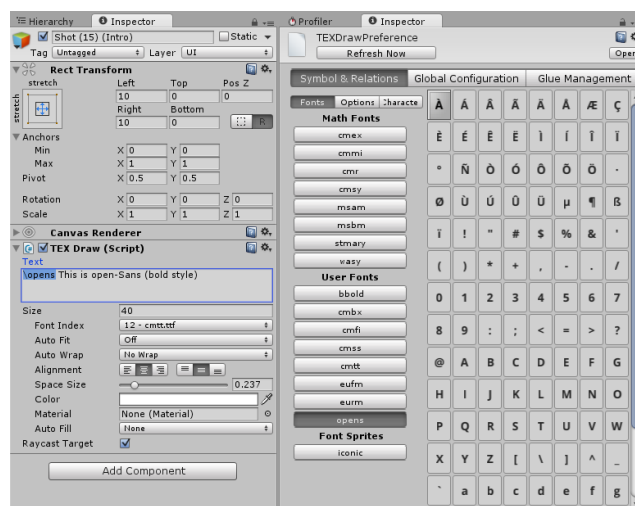 Hierarchy Inspector
Shot (15) (Intro) Static
Tag Untagged Layer UI
Rect Transform
stretch Left Top Pos Z
stretch
10 0 0
Right Bottom
10 0 R
Anchors
Min X 0 Y 0
Max X 1 Y 1
Pivot X 0.5 Y 0.5
Rotation X 0 Y 0 Z 0
Scale X 1 Y 1 Z 1
Canvas Renderer
TEX Draw (Script)
Text
\opens This is open-Sans (bold style)
Size 40
Font Index 12 - cmtt.ttf
Auto Fit Off
Auto Wrap No Wrap
Alignment
Space Size 0.237
Color
Material None (Material)
Auto Fill None
Raycast Target
Add Component
Profiler Inspector
TEXDrawPreference
Refresh Now Oper
Symbol & Relations Global Configuration Glue Management
Fonts Options Characte
Math Fonts
cmex
cmmi
cmr
cmsy
msam
msbm
stmary
wasy
User Fonts
bbold
cmbx
cmfi
cmss
cmtt
eufm
eurm
opens
Font Sprites
iconic
À Á Â Ã Ä Å Æ Ç
È É Ê Ë Ì Í Î Ï
° Ñ Ò Ó Ô Õ Ö ·
Ø Ù Ú Û Ü µ ¶ ß
ï ! " # $ % & '
( ) * + , - . /
0 1 2 3 4 5 6 7
8 9 : ; < = > ?
@ A B C D E F G
H I J K L M N O
P Q R S T U V W
X Y Z [ \ ] ^ _
` a b c d e f g